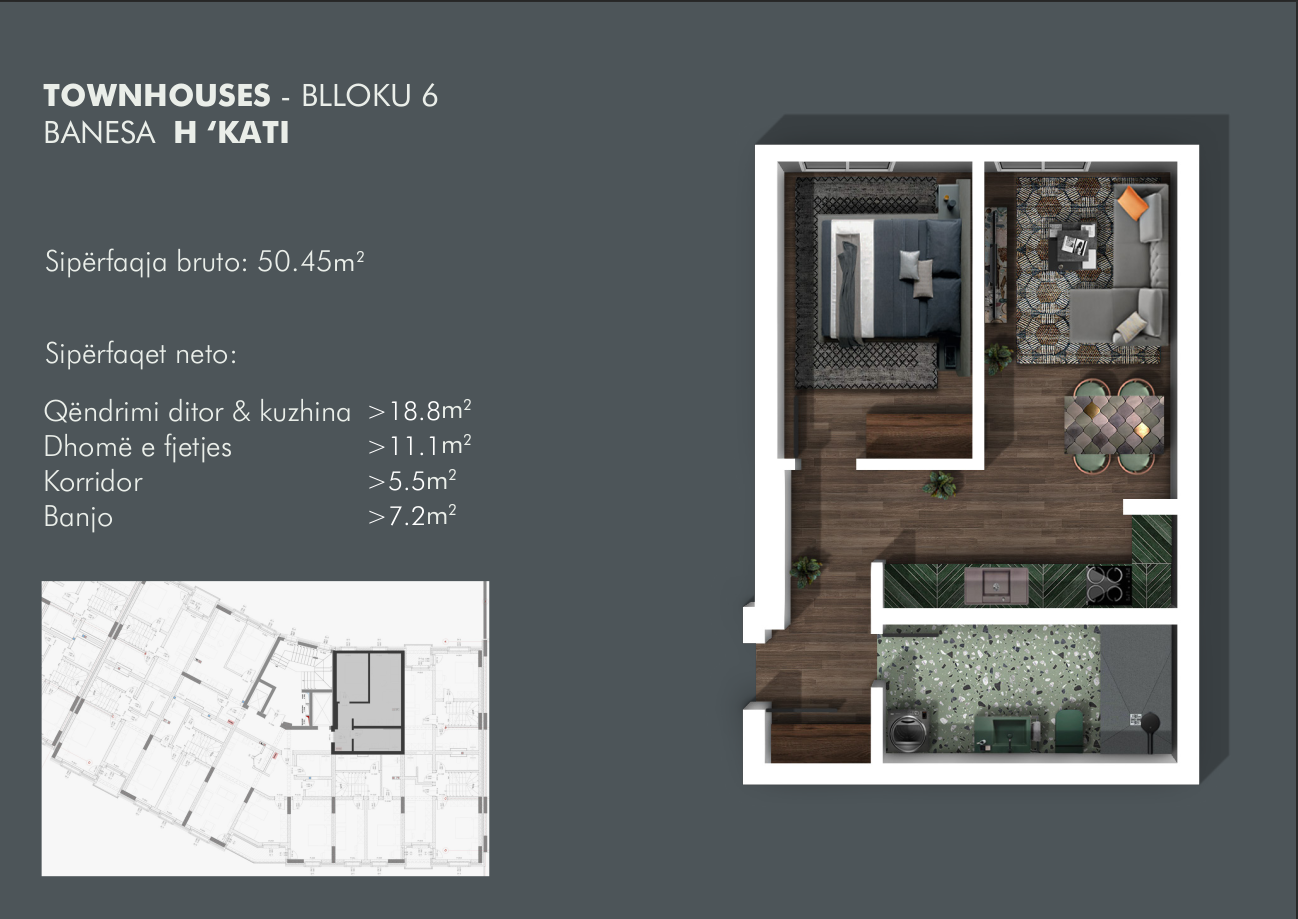 TOWNHOUSES - BLLOKU 6
BANESA H ‘KATI
Sipërfaqja bruto: 50.45m²
Sipërfaqet neto:
Qëndrimi ditor & kuzhina >18.8m²
Dhomë e fjetjes >11.1m²
Korridor >5.5m²
Banjo >7.2m²